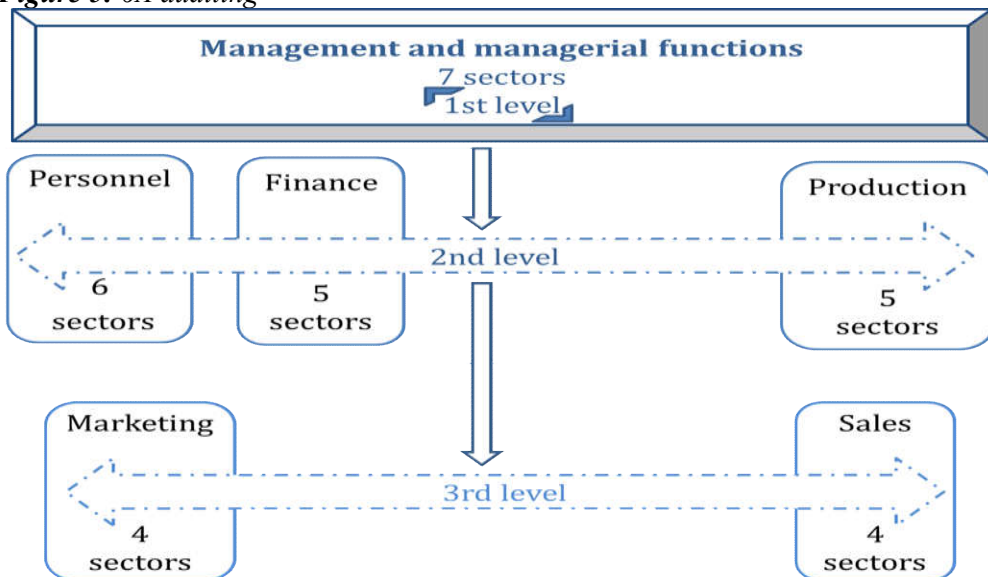 Management and managerial functions
7 sectors
1st level
Personnel
Finance
Production
2nd level
6
sectors
5
sectors
5
sectors
Marketing
Sales
3rd level
4
sectors
4
sectors